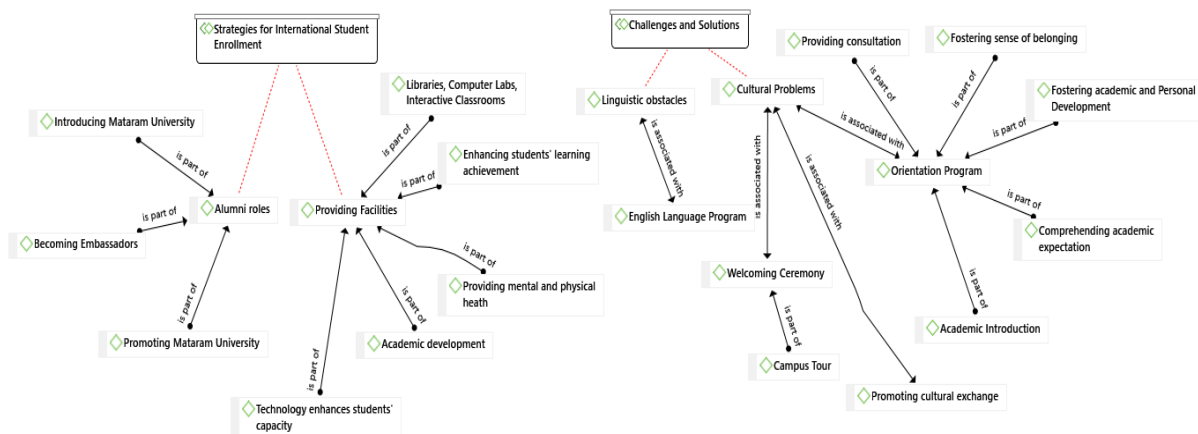 Strategies for International Student
Enrollment
Libraries, Computer Labs,
Interactive Classrooms
Introducing Mataram University
is part of
is part of
Enhancing students' learning
achievement
is part of
Alumni roles
Providing Facilities
is part of
Becoming Embassadors
is part of
Providing mental and physical
heath
is part of
is part of
Promoting Mataram University
Academic development
is part of
Technology enhances students'
capacity
Challenges and Solutions
Providing consultation
Fostering sense of belonging
Linguistic obstacles
Cultural Problems
is part of
is part of
Fostering academic and Personal
Development
is associated with
is part of
is associated with
Orientation Program
is associated with
is associated with
English Language Program
is part of
Comprehending academic
expectation
Welcoming Ceremony
is part of
is part of
Academic Introduction
Campus Tour
Promoting cultural exchange